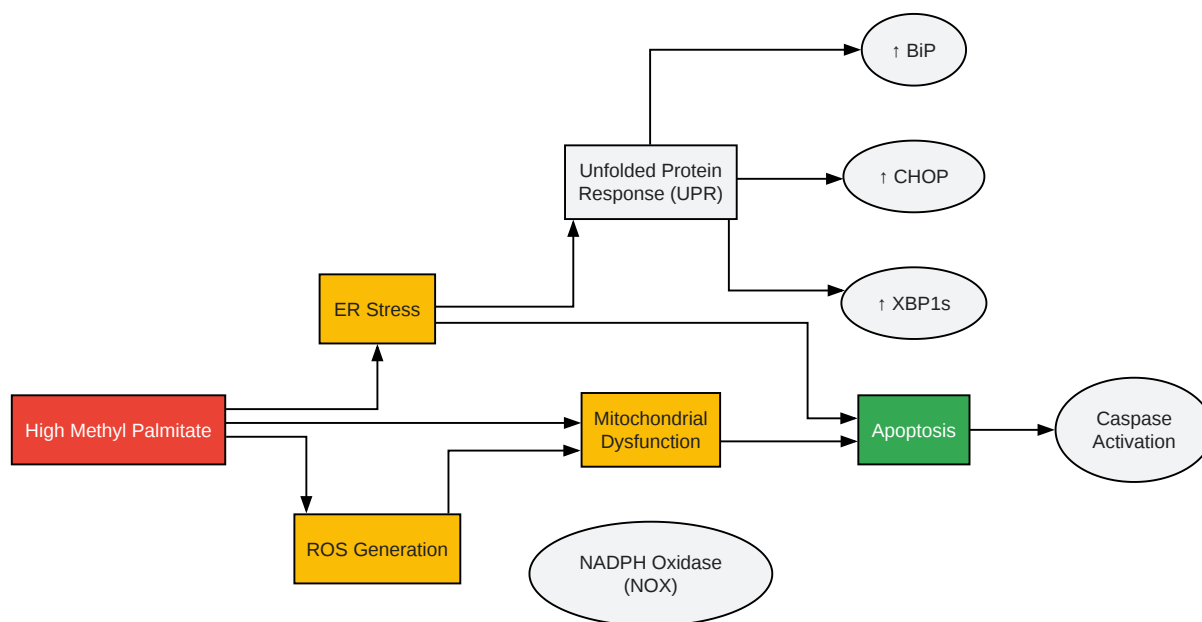 ↑ BiP
Unfolded Protein
Response (UPR)
↑ CHOP
ER Stress
↑ XBP1s
High Methyl Palmitate
Mitochondrial
Dysfunction
Apoptosis
Caspase
Activation
ROS Generation
NADPH Oxidase
(NOX)